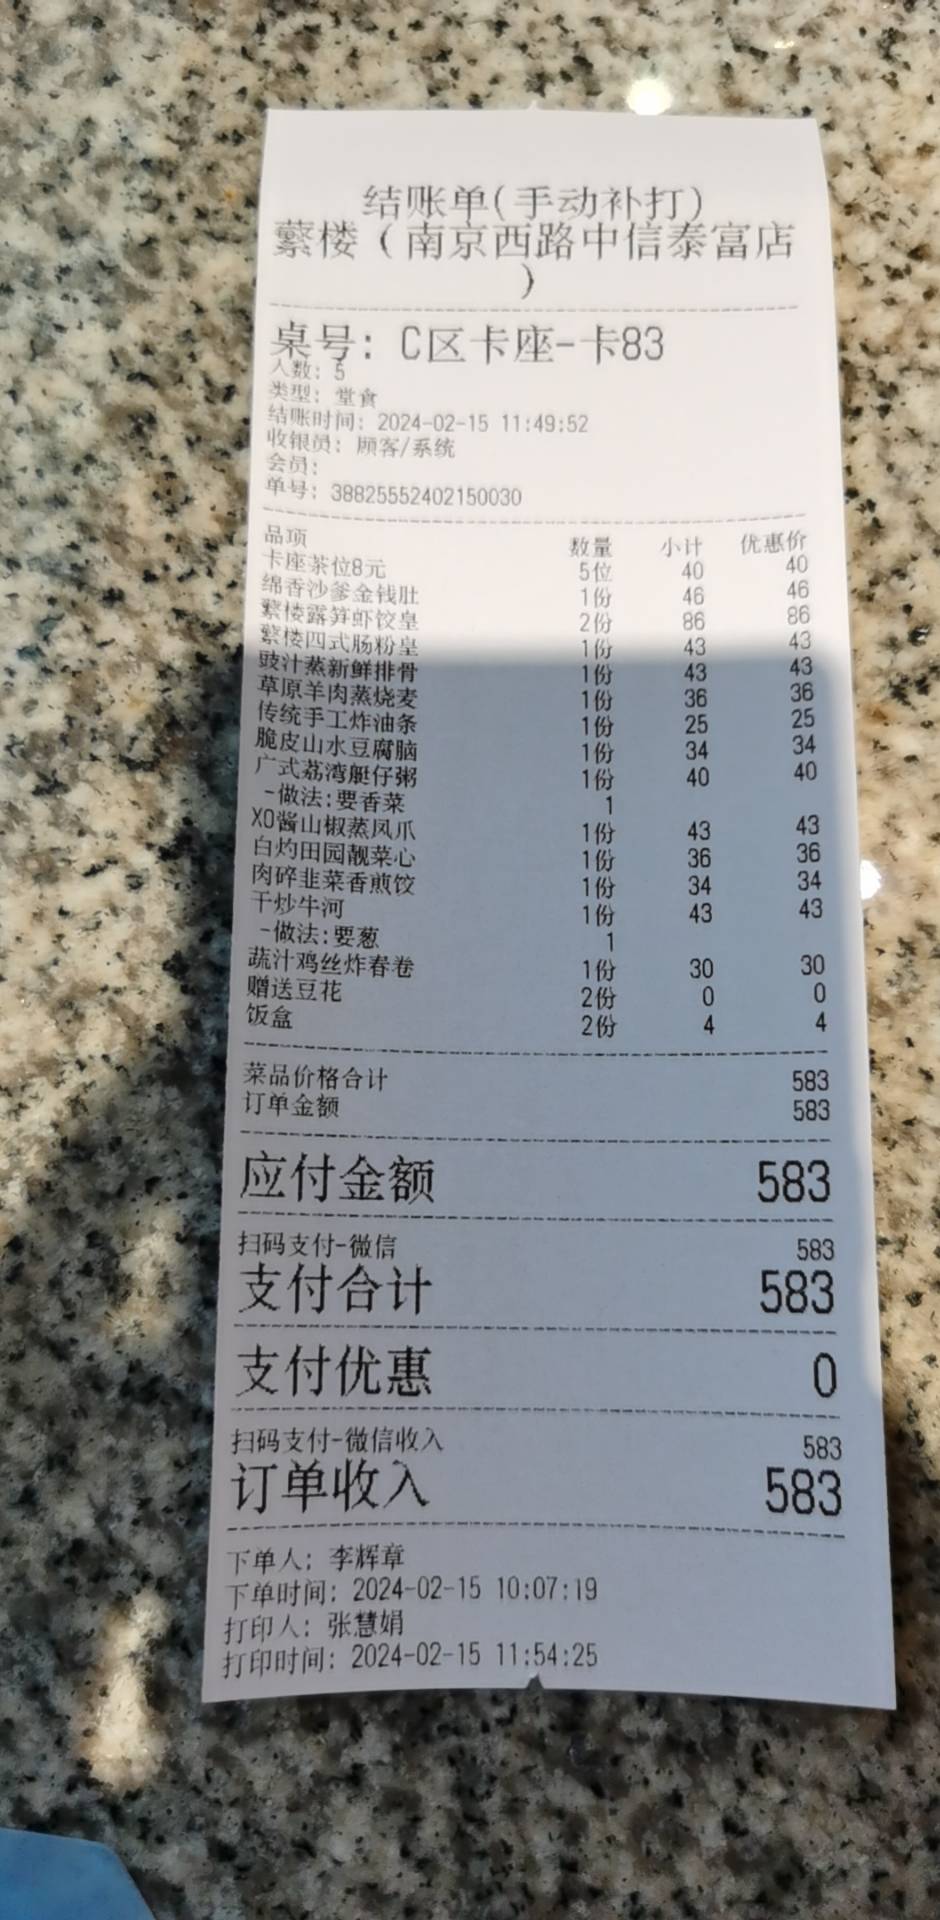 结账单(手动补打)
蘩楼（南京西路中信泰富店
）
桌号: C区卡座-卡83
人数: 5
类型: 堂食
结账时间: 2024-02-15 11:49:52
收银员: 顾客/系统
会员:
单号: 38825552402150030
品项 数量 小计 优惠价
卡座茶位8元 5位 40 40
绵香沙爹金钱肚 1份 46 46
蘩楼露笋虾饺皇 2份 86 86
蘩楼四式肠粉皇 1份 43 43
豉汁蒸新鲜排骨 1份 43 43
草原羊肉蒸烧麦 1份 36 36
传统手工炸油条 1份 25 25
脆皮山水豆腐脑 1份 34 34
广式荔湾艇仔粥 1份 40 40
-做法:要香菜 1
XO酱山椒蒸凤爪 1份 43 43
白灼田园靓菜心 1份 36 36
肉碎韭菜香煎饺 1份 34 34
干炒牛河 1份 43 43
-做法:要葱 1
蔬汁鸡丝炸春卷 1份 30 30
赠送豆花 2份 0 0
饭盒 2份 4 4
菜品价格合计 583
订单金额 583
应付金额 583
扫码支付-微信 583
支付合计 583
支付优惠 0
扫码支付-微信收入 583
订单收入 583
下单人: 李辉章
下单时间: 2024-02-15 10:07:19
打印人: 张慧娟
打印时间: 2024-02-15 11:54:25